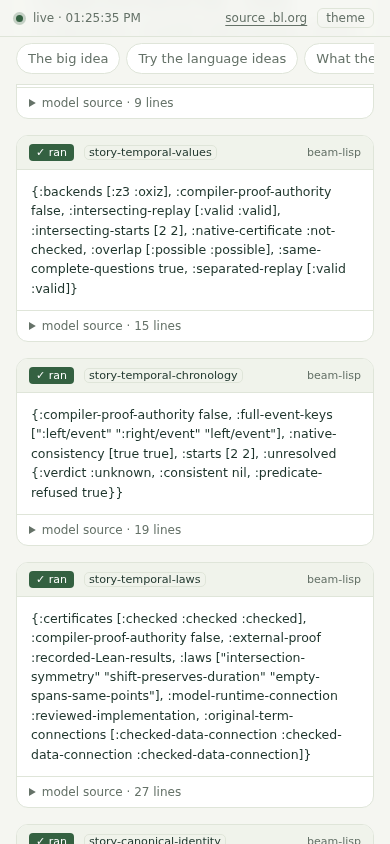 live · 01:25:35 PM source .bl.org theme
The big idea Try the language ideas What the
▶ model source · 9 lines
✓ ran story-temporal-values beam-lisp
{:backends [:z3 :oxiz], :compiler-proof-authority
false, :intersecting-replay [:valid :valid],
:intersecting-starts [2 2], :native-certificate :not-
checked, :overlap [:possible :possible], :same-
complete-questions true, :separated-replay [:valid
:valid]}
▶ model source · 15 lines
✓ ran story-temporal-chronology beam-lisp
{:compiler-proof-authority false, :full-event-keys
[":left/event" ":right/event" "left/event"], :native-
consistency [true true], :starts [2 2], :unresolved
{:verdict :unknown, :consistent nil, :predicate-
refused true}}
▶ model source · 19 lines
✓ ran story-temporal-laws beam-lisp
{:certificates [:checked :checked :checked],
:compiler-proof-authority false, :external-proof
:recorded-Lean-results, :laws ["intersection-
symmetry" "shift-preserves-duration" "empty-
spans-same-points"], :model-runtime-connection
:reviewed-implementation, :original-term-
connections [:checked-data-connection :checked-
data-connection :checked-data-connection]}
▶ model source · 27 lines
✓ ran story-canonical-identity beam-lisp